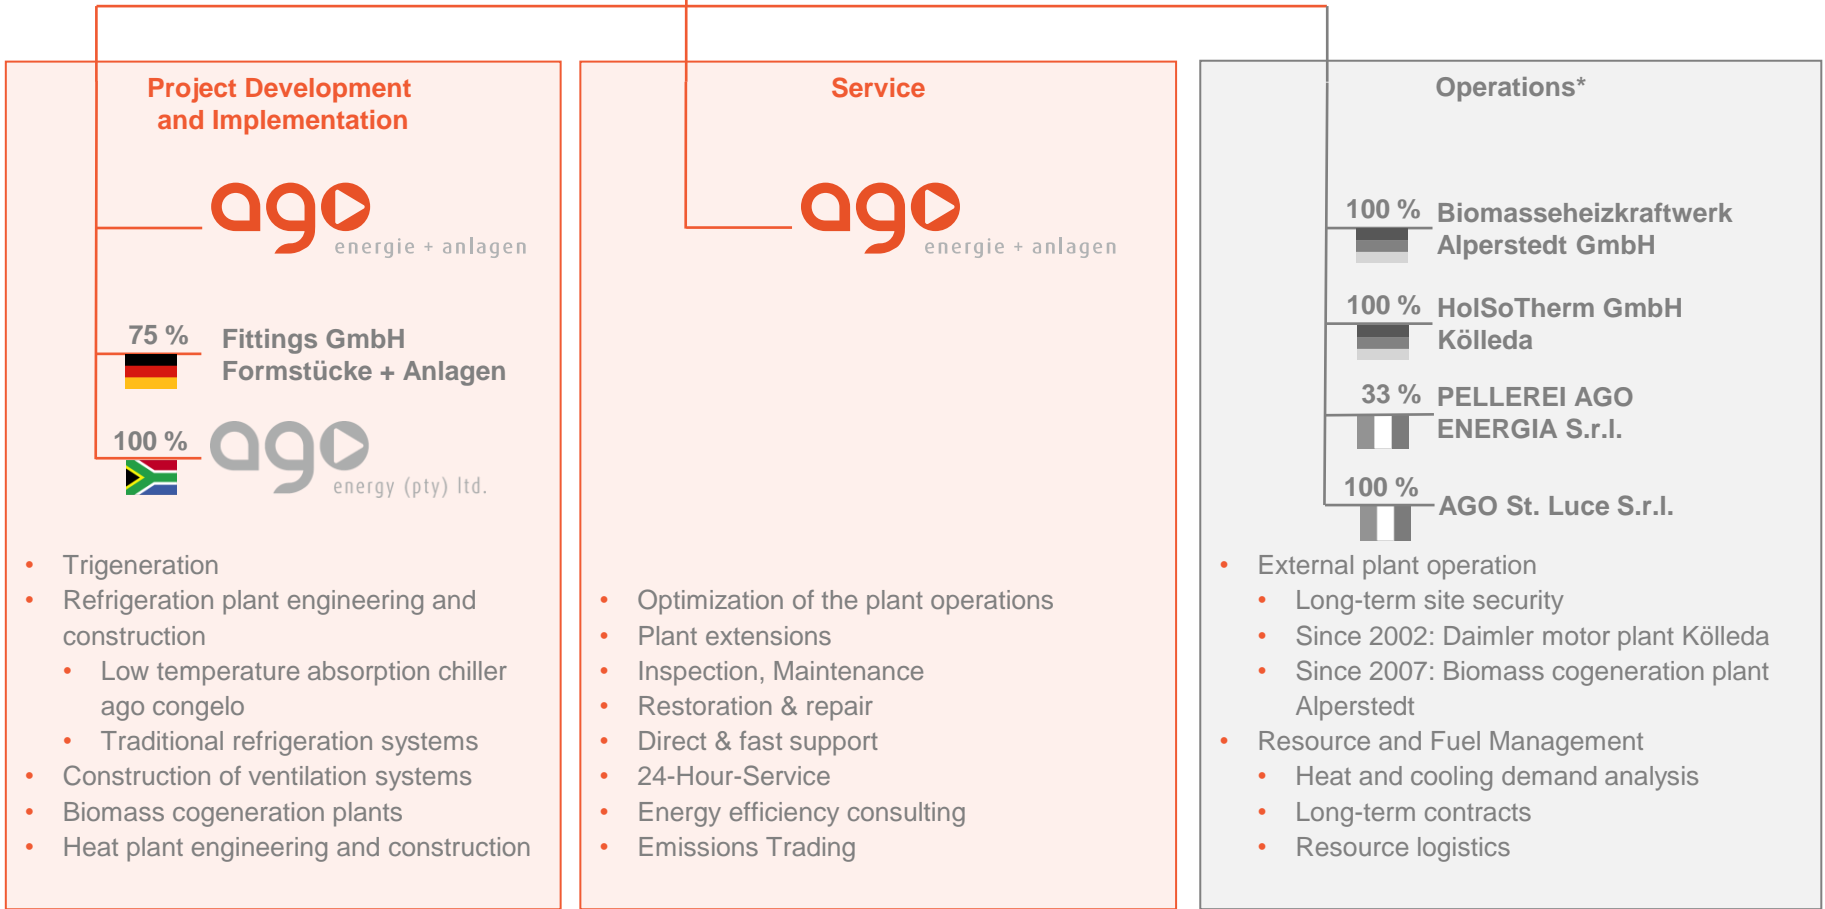 Project Development
and Implementation
ago
energie + anlagen
75 %
Fittings GmbH
Formstücke + Anlagen
100 %
ago
energy (pty) ltd.
• Trigeneration
• Refrigeration plant engineering and
construction
• Low temperature absorption chiller
ago congelo
• Traditional refrigeration systems
• Construction of ventilation systems
• Biomass cogeneration plants
• Heat plant engineering and construction
Service
ago
energie + anlagen
• Optimization of the plant operations
• Plant extensions
• Inspection, Maintenance
• Restoration & repair
• Direct & fast support
• 24-Hour-Service
• Energy efficiency consulting
• Emissions Trading
Operations*
100 %
Biomasseheizkraftwerk
Alperstedt GmbH
100 %
HolSoTherm GmbH
Kölleda
33 %
PELLEREI AGO
ENERGIA S.r.l.
100 %
AGO St. Luce S.r.l.
• External plant operation
• Long-term site security
• Since 2002: Daimler motor plant Kölleda
• Since 2007: Biomass cogeneration plant
Alperstedt
• Resource and Fuel Management
• Heat and cooling demand analysis
• Long-term contracts
• Resource logistics